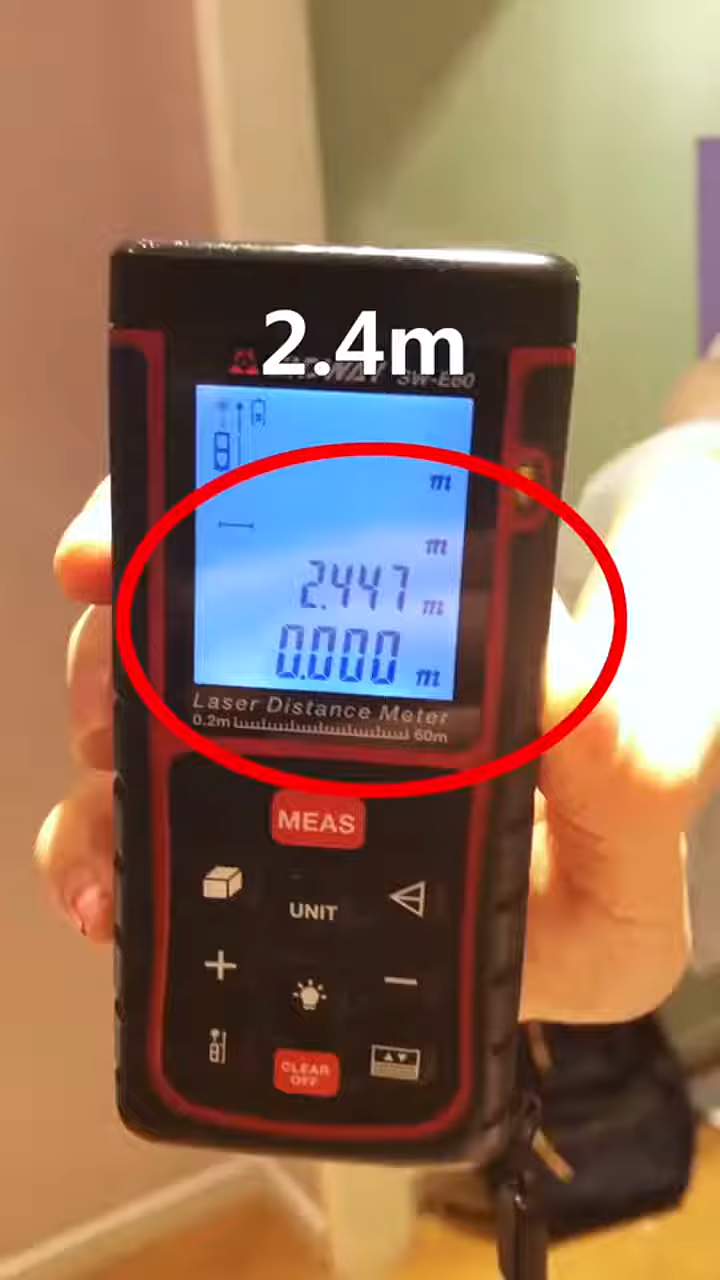 2.4m
SW-E60
m
m
2.447 m
0.000 m
Laser Distance Meter
0.2m 60m
MEAS
UNIT
CLEAR
OFF